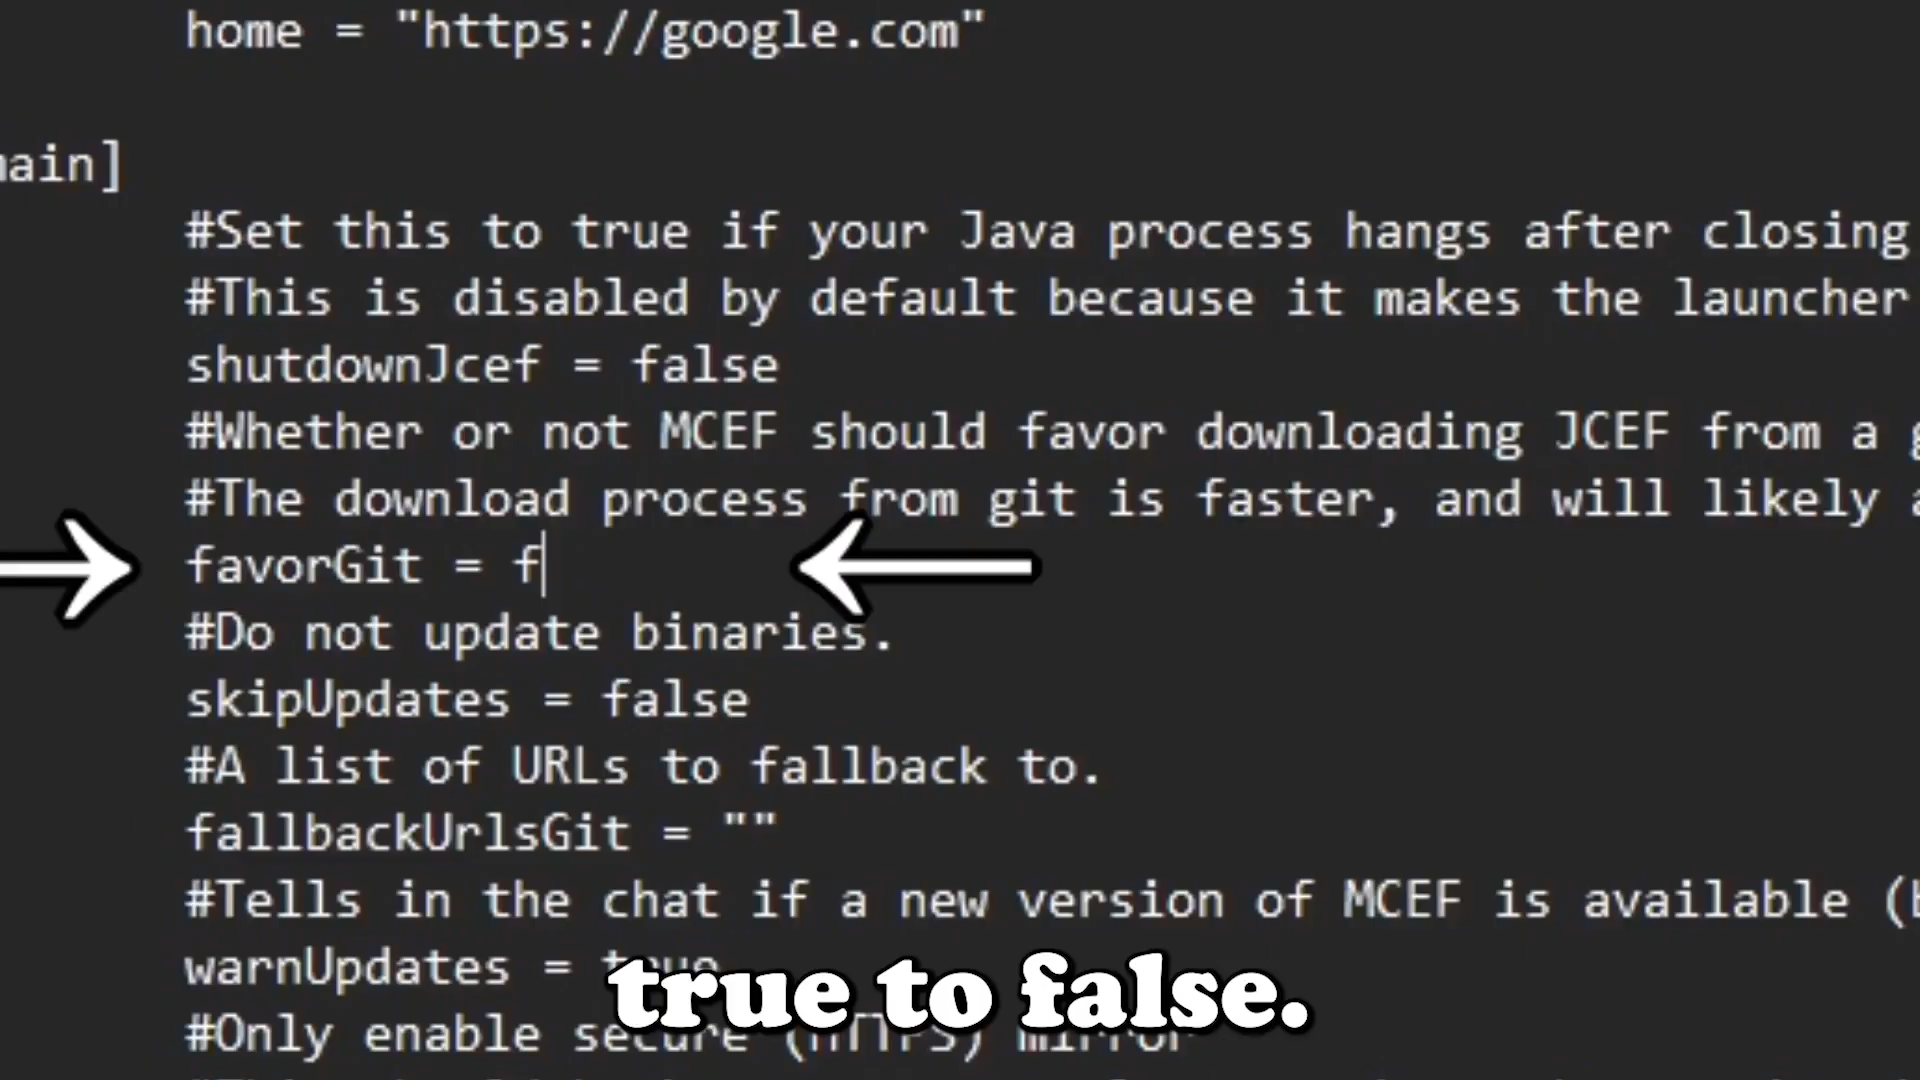 home = "https://google.com"
main]
#Set this to true if your Java process hangs after closing
#This is disabled by default because it makes the launcher
shutdownJcef = false
#Whether or not MCEF should favor downloading JCEF from a
#The download process from git is faster, and will likely
favorGit = f
#Do not update binaries.
skipUpdates = false
#A list of URLs to fallback to.
fallbackUrlsGit = ""
#Tells in the chat if a new version of MCEF is available (
warnUpdates = true
true to false.
#Only enable secure (HTTPS) mirror